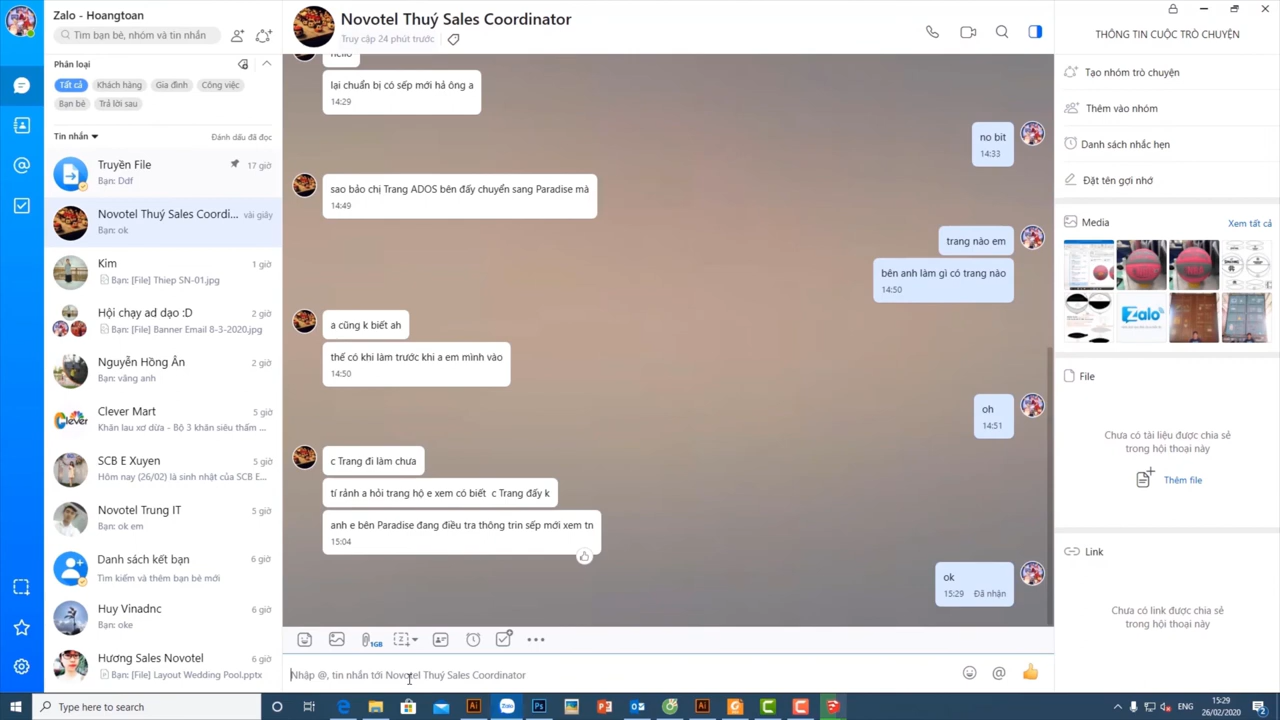 Zalo - Hoangtoan
Tìm bạn bè, nhóm và tin nhắn
Phân loại
Tất cả
Khách hàng
Gia đình
Công việc
Bạn bè
Trả lời sau
Tin nhắn
Đánh dấu đã đọc
Truyền File
17 giờ
Bạn: Ddf
Novotel Thuý Sales Coordi...
vài giây
Bạn: ok
Kim
1 giờ
Bạn: [File] Thiep SN-01.jpg
Hội chạy ad dạo :D
2 giờ
Bạn: [File] Banner Email 8-3-2020.jpg
Nguyễn Hồng Ân
2 giờ
Bạn: vâng anh
Clever Mart
5 giờ
Khăn lau xơ dừa - Bộ 3 khăn siêu thấm ...
SCB E Xuyen
5 giờ
Hôm nay (26/02) là sinh nhật của SCB E...
Novotel Trung IT
5 giờ
Bạn: ok em
Danh sách kết bạn
6 giờ
Tìm kiếm và thêm bạn bè mới
Huy Vinadnc
6 giờ
Bạn: oke
Hương Sales Novotel
6 giờ
Bạn: [File] Layout Wedding Pool.pptx
Novotel Thuý Sales Coordinator
Truy cập 24 phút trước
hello
lại chuẩn bị có sếp mới hả ông a
14:29
no bit
14:33
sao bảo chị Trang ADOS bên đấy chuyển sang Paradise mà
14:49
trang nào em
bên anh làm gì có trang nào
14:50
a cũng k biết ah
thế có khi làm trước khi a em mình vào
14:50
oh
14:51
c Trang đi làm chưa
tí rảnh a hỏi trang hộ e xem có biết c Trang đấy k
anh e bên Paradise đang điều tra thông trin sếp mới xem tn
15:04
ok
15:29 Đã nhận
1GB
Nhập @, tin nhắn tới Novotel Thuý Sales Coordinator
THÔNG TIN CUỘC TRÒ CHUYỆN
Tạo nhóm trò chuyện
Thêm vào nhóm
Danh sách nhắc hẹn
Đặt tên gợi nhớ
Media
Xem tất cả
Zalo
File
Chưa có tài liệu được chia sẻ
trong hội thoại này
Thêm file
Link
Chưa có link được chia sẻ
trong hội thoại này
Type here to search
15:29
ENG
26/02/2020
2